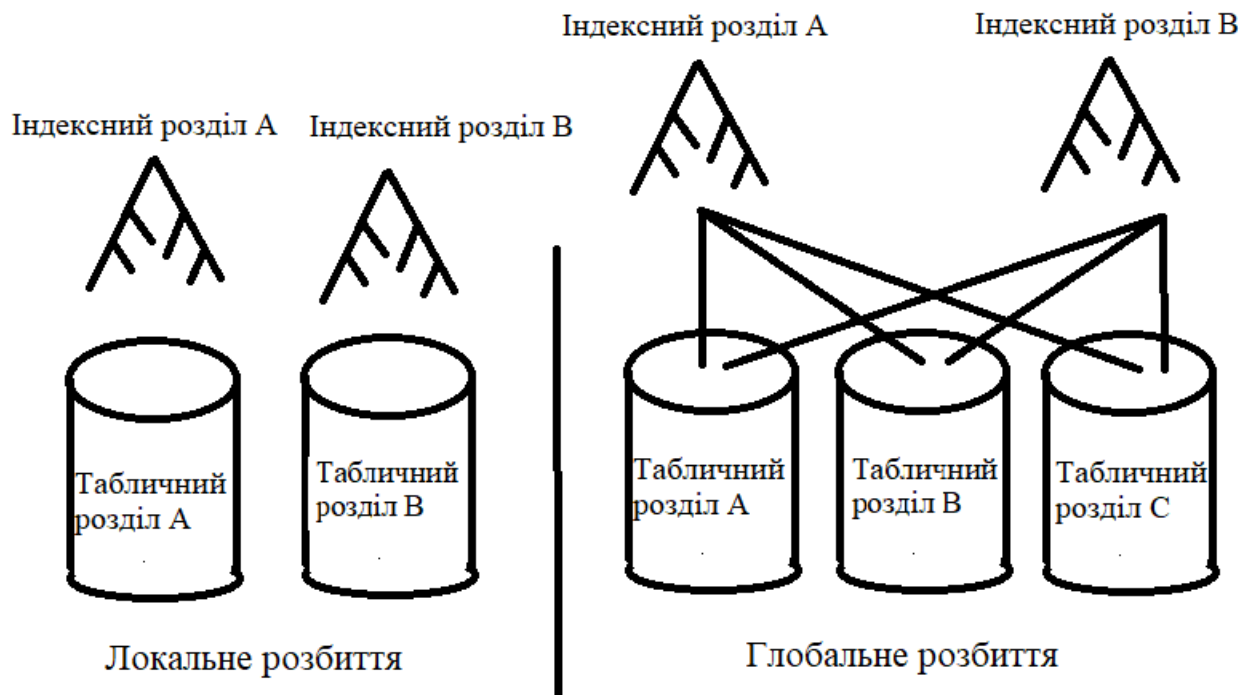 Індексний розділ А
Індексний розділ В
Табличний
розділ А
Табличний
розділ В
Локальне розбиття
Індексний розділ А
Індексний розділ В
Табличний
розділ А
Табличний
розділ В
Табличний
розділ С
Глобальне розбиття